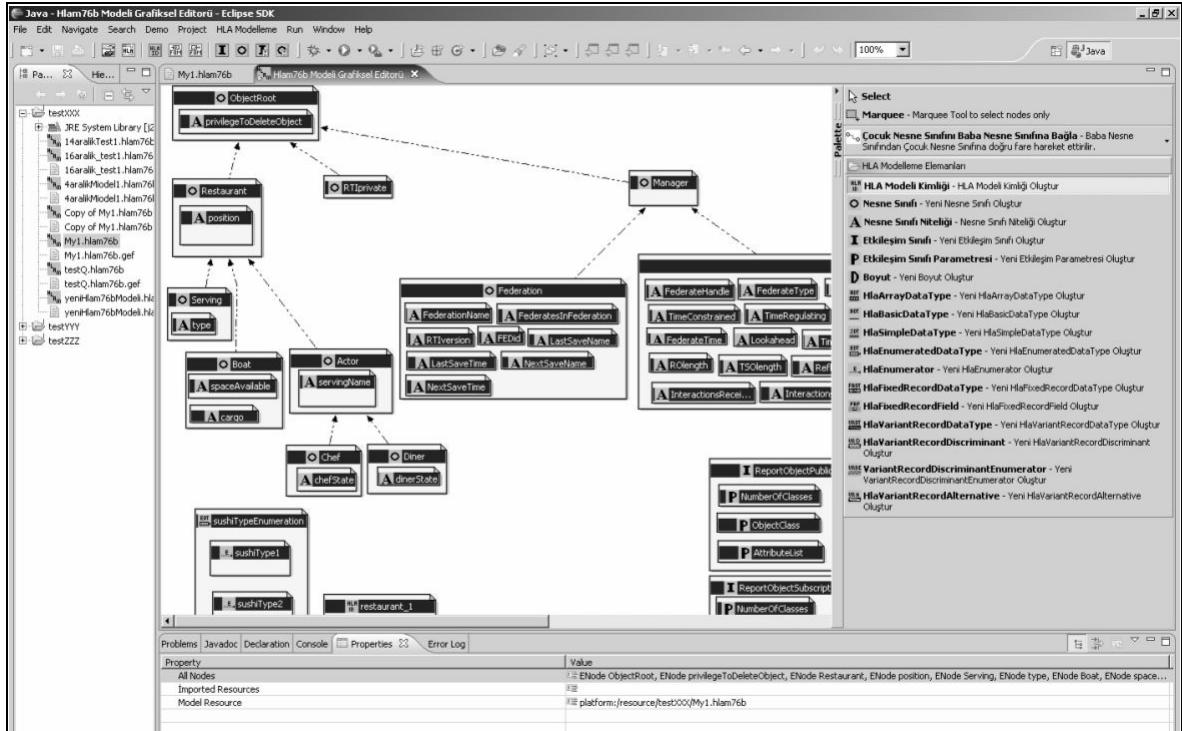 Java - Hlam76b Modeli Grafiksel Editorü - Eclipse SDK
File Edit Navigate Search Demo Project HLA Modelleme Run Window Help
100%
Java
Pa...
Hie...
My1.hlam76b
Hlam76b Modeli Grafiksel Editorü
testXXX
JRE System Library [j2
14aralikTest1.hlam76b
16aralik_test1.hlam76
16aralik_test1.hlam76
4aralikModel1.hlam76
4aralikModel1.hlam76
Copy of My1.hlam76b
Copy of My1.hlam76b
My1.hlam76b
My1.hlam76b.gef
testQ.hlam76b
testQ.hlam76b.gef
yeniHlam76bModeli.hla
yeniHlam76bModeli.hla
testYYY
testZZZ
ObjectRoot
A privilegeToDeleteObject
Restaurant
A position
RTIprivate
Manager
Serving
A type
Boat
A spaceAvailable
A cargo
Actor
A servingName
Chef
A chefState
Diner
A dinerState
Federation
A FederationName
A FederatesInFederation
A RTIversion
A FEDid
A LastSaveName
A LastSaveTime
A NextSaveName
A NextSaveTime
A FederateHandle
A FederateType
A TimeConstrained
A TimeRegulating
A FederateTime
A Lookahead
A Tim
A ROlength
A TSOlength
A Refl
A InteractionsRecei...
A Interactions
sushiTypeEnumeration
sushiType1
sushiType2
restaurant_1
I ReportObjectPublic
P NumberOfClasses
P ObjectClass
P AttributeList
I ReportObjectSubscript
P NumberOfClasses
Palette
Select
Marquee - Marquee Tool to select nodes only
Çocuk Nesne Sınıfını Baba Nesne Sınıfına Bağla - Baba Nesne
Sınıfından Çocuk Nesne Sınıfına doğru fare hareket ettirilir.
HLA Modelleme Elemanları
HLA Modeli Kimliği - HLA Modeli Kimliği Oluştur
Nesne Sınıfı - Yeni Nesne Sınıfı Oluştur
A Nesne Sınıfı Niteliği - Nesne Sınıfı Niteliği Oluştur
I Etkileşim Sınıfı - Yeni Etkileşim Sınıfı Oluştur
P Etkileşim Sınıfı Parametresi - Yeni Etkileşim Parametresi Oluştur
D Boyut - Yeni Boyut Oluştur
HlaArrayDataType - Yeni HlaArrayDataType Oluştur
HlaBasicDataType - Yeni HlaBasicDataType Oluştur
HlaSimpleDataType - Yeni HlaSimpleDataType Oluştur
HlaEnumeratedDataType - Yeni HlaEnumeratedDataType Oluştur
HlaEnumerator - Yeni HlaEnumerator Oluştur
HlaFixedRecordDataType - Yeni HlaFixedRecordDataType Oluştur
HlaFixedRecordField - Yeni HlaFixedRecordField Oluştur
HlaVariantRecordDataType - Yeni HlaVariantRecordDataType Oluştur
HlaVariantRecordDiscriminant - Yeni HlaVariantRecordDiscriminant
Oluştur
VariantRecordDiscriminantEnumerator - Yeni
VariantRecordDiscriminantEnumerator Oluştur
HlaVariantRecordAlternative - Yeni HlaVariantRecordAlternative
Oluştur
Problems Javadoc Declaration Console Properties Error Log
Property Value
All Nodes ENode ObjectRoot, ENode privilegeToDeleteObject, ENode Restaurant, ENode position, ENode Serving, ENode type, ENode Boat, ENode space...
Imported Resources
Model Resource platform:/resource/testXXX/My1.hlam76b